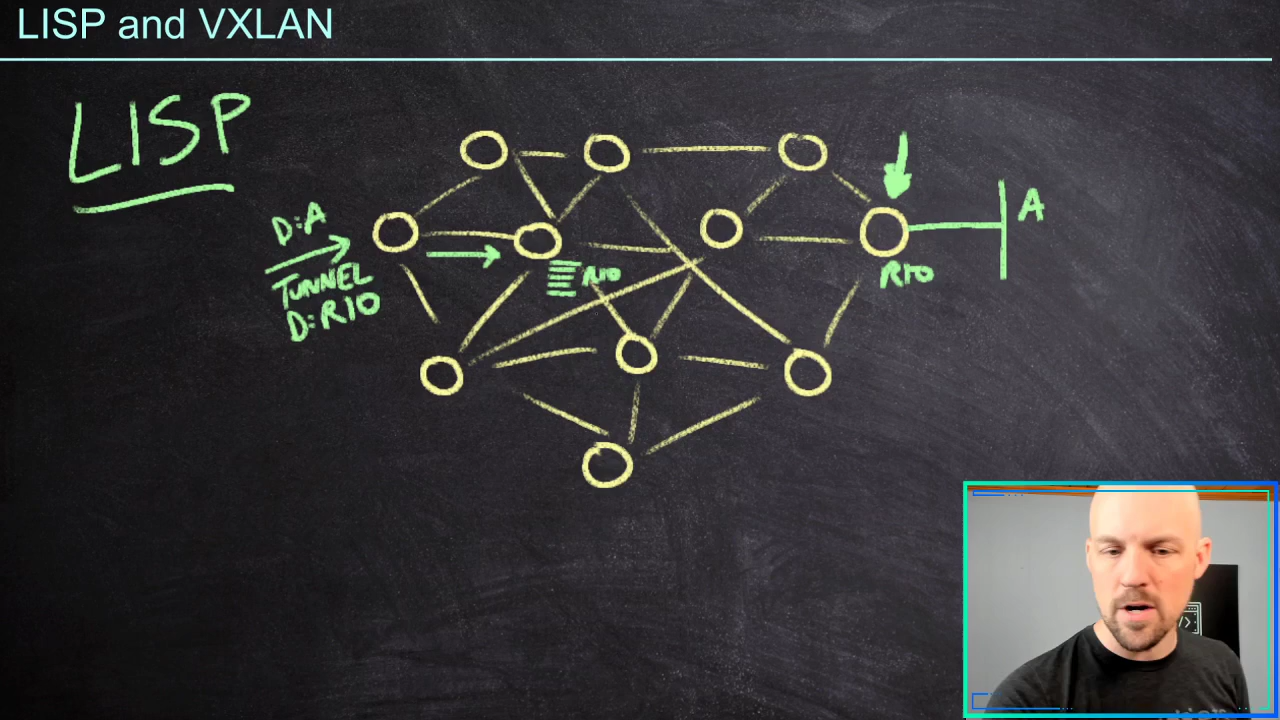 LISP and VXLAN
LISP
D:A
TUNNEL
D:R10
R10
R10
A